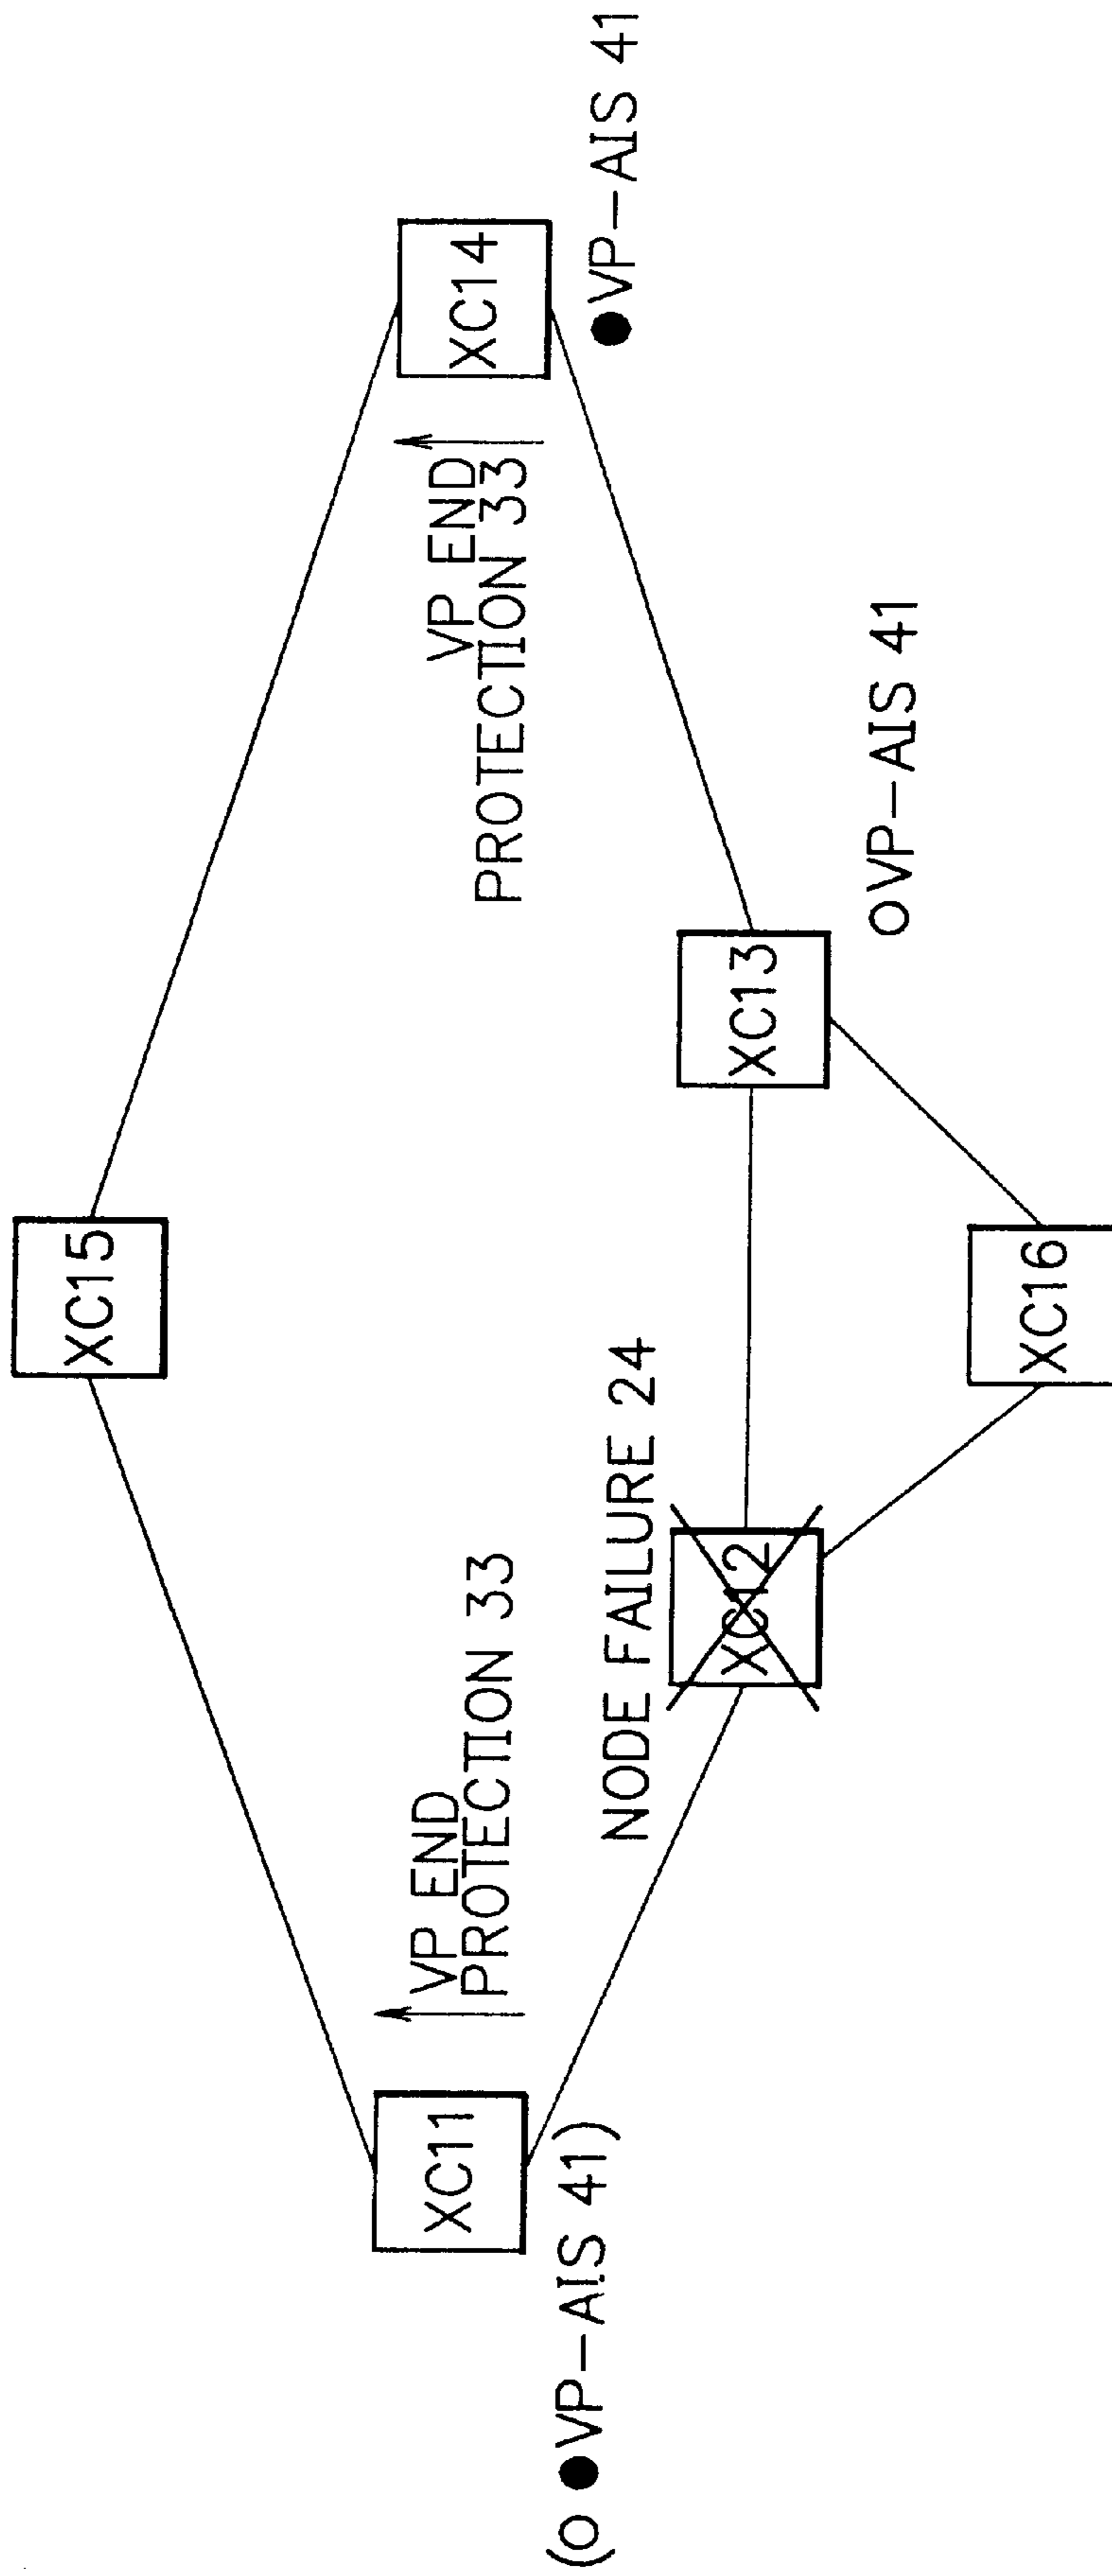 XC15
XC11
VP END
PROTECTION 33
VP END
PROTECTION 33
XC14
(o ● VP-AIS 41)
NODE FAILURE 24
XC12
XC13
●VP-AIS 41
OVP-AIS 41
XC16